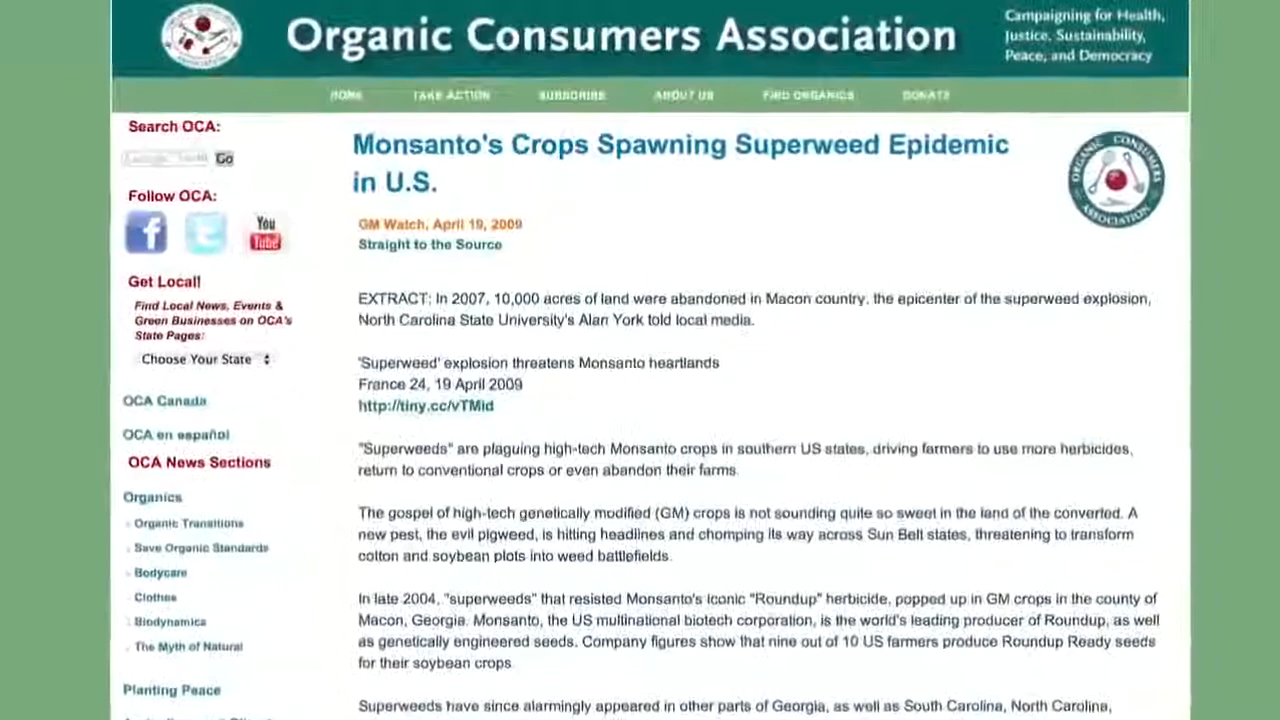 Organic Consumers Association
Campaigning for Health,
Justice, Sustainability,
Peace, and Democracy
HOME TAKE ACTION SUBSCRIBE ABOUT US FIND ORGANICS DONATE
Search OCA:
Go
Follow OCA:
You
Tube
Get Local!
Find Local News, Events &
Green Businesses on OCA's
State Pages:
Choose Your State
OCA Canada
OCA en español
OCA News Sections
Organics
Organic Transitions
Save Organic Standards
Bodycare
Clothes
Biodynamics
The Myth of Natural
Planting Peace
Monsanto's Crops Spawning Superweed Epidemic
in U.S.
ORGANIC CONSUMERS
ASSOCIATION
GM Watch, April 19, 2009
Straight to the Source
EXTRACT: In 2007, 10,000 acres of land were abandoned in Macon country, the epicenter of the superweed explosion,
North Carolina State University's Alan York told local media.
'Superweed' explosion threatens Monsanto heartlands
France 24, 19 April 2009
http://tiny.cc/vTMid
"Superweeds" are plaguing high-tech Monsanto crops in southern US states, driving farmers to use more herbicides,
return to conventional crops or even abandon their farms.
The gospel of high-tech genetically modified (GM) crops is not sounding quite so sweet in the land of the converted. A
new pest, the evil pigweed, is hitting headlines and chomping its way across Sun Belt states, threatening to transform
cotton and soybean plots into weed battlefields.
In late 2004, "superweeds" that resisted Monsanto's iconic "Roundup" herbicide, popped up in GM crops in the county of
Macon, Georgia. Monsanto, the US multinational biotech corporation, is the world's leading producer of Roundup, as well
as genetically engineered seeds. Company figures show that nine out of 10 US farmers produce Roundup Ready seeds
for their soybean crops.
Superweeds have since alarmingly appeared in other parts of Georgia, as well as South Carolina, North Carolina,